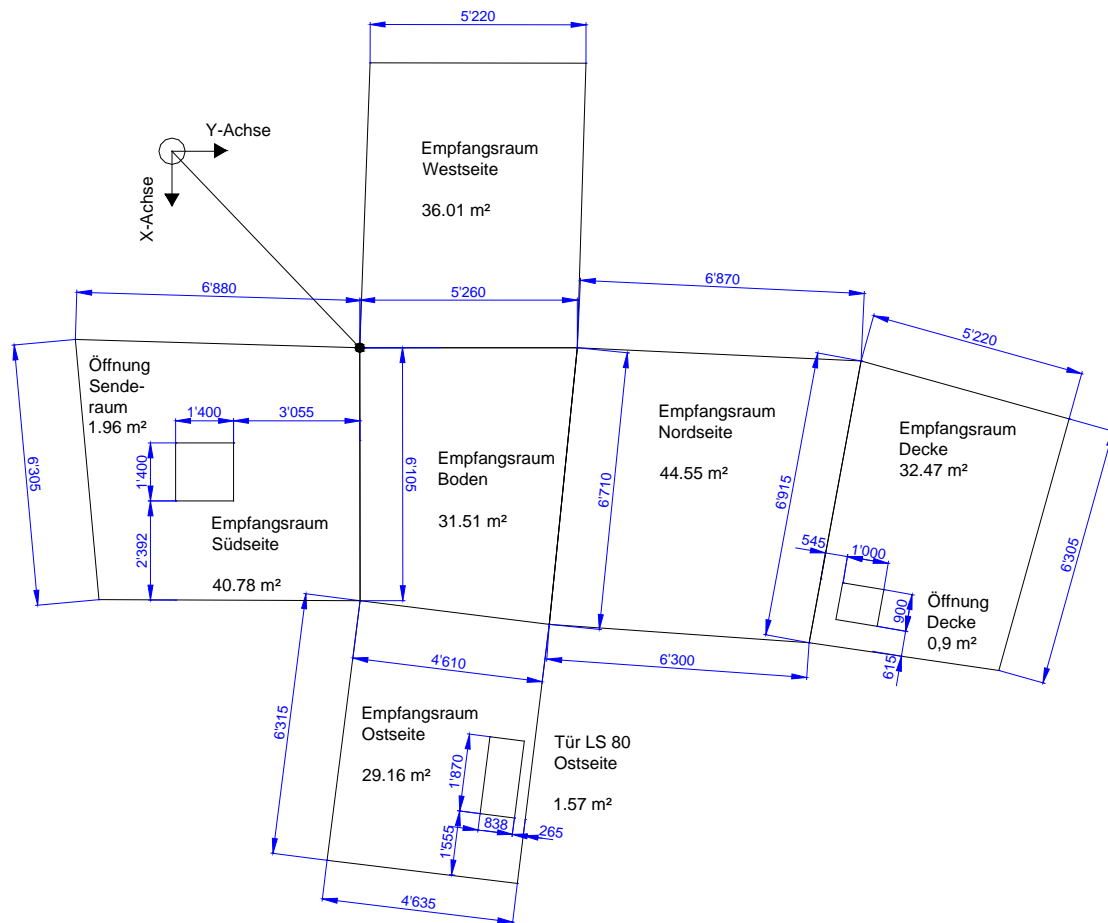 5'220
Y-Achse
X-Achse
Empfangsraum
Westseite
36.01 m²
6'880
5'260
6'870
5'220
Öffnung
Sende-
raum
1.96 m²
1'400
3'055
1'400
2'392
6'305
Empfangsraum
Südseite
40.78 m²
6'105
Empfangsraum
Boden
31.51 m²
6'710
Empfangsraum
Nordseite
44.55 m²
6'915
Empfangsraum
Decke
32.47 m²
545
1'000
900
615
Öffnung
Decke
0,9 m²
6'305
4'610
6'300
6'315
Empfangsraum
Ostseite
29.16 m²
1'870
1'555
838
265
Tür LS 80
Ostseite
1.57 m²
4'635